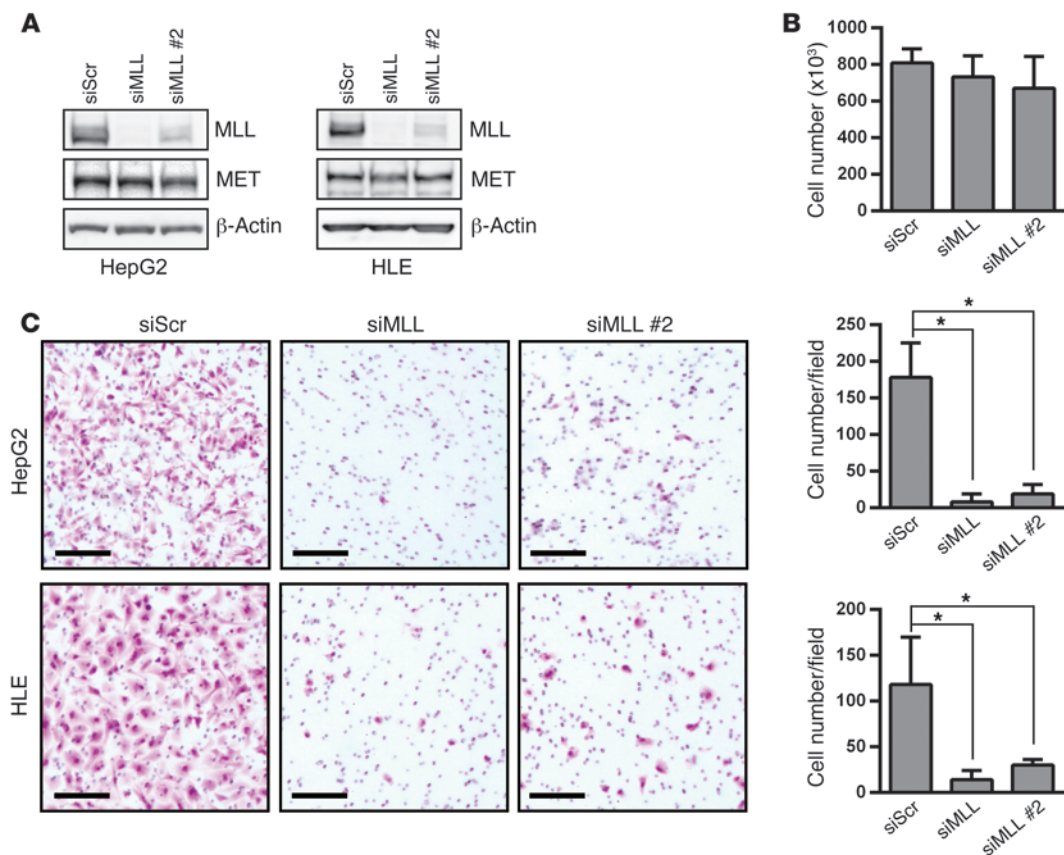 A
siScr
siMLL
siMLL #2
MLL
MET
β-Actin
HepG2
siScr
siMLL
siMLL #2
MLL
MET
β-Actin
HLE
B
Cell number (x10³)
1000
800
600
400
200
0
siScr
siMLL
siMLL #2
C
siScr
siMLL
siMLL #2
HepG2
HLE
Cell number/field
250
200
150
100
50
0
*
*
siScr
siMLL
siMLL #2
Cell number/field
200
150
100
50
0
*
*
siScr
siMLL
siMLL #2